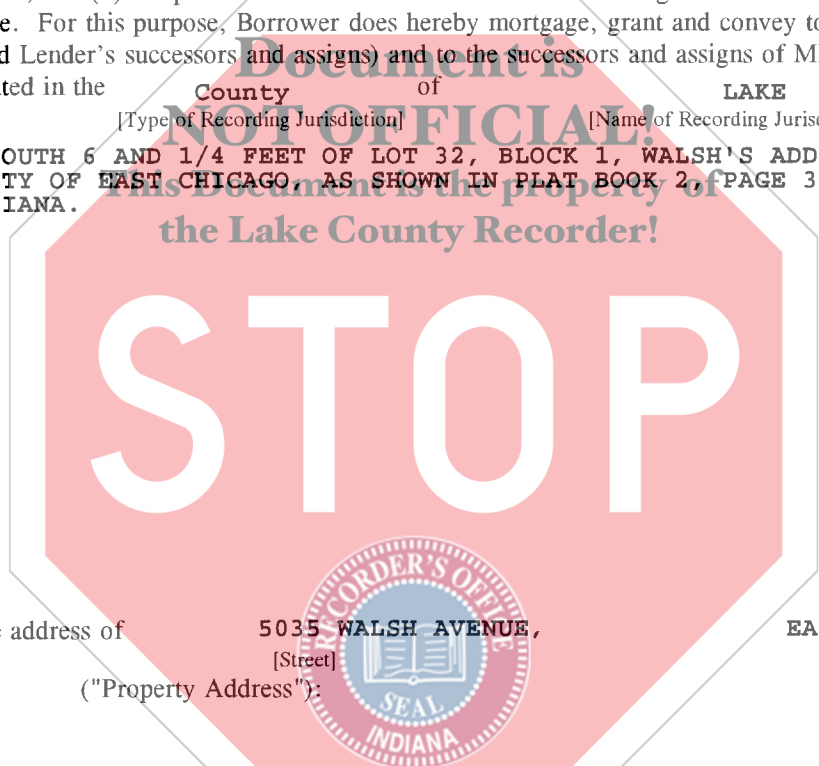 e. For this purpose, Borrower does hereby mortgage, grant and convey to
d Lender's successors and assigns) and to the successors and assigns of M
Document is
ted in the County of LAKE
[Type of Recording Jurisdiction] [Name of Recording Juris
NOT OFFICIAL!
OUTH 6 AND 1/4 FEET OF LOT 32, BLOCK 1, WALSH'S ADD
TY OF EAST CHICAGO, AS SHOWN IN PLAT BOOK 2, PAGE 3
This Document is the property of
IANA.
the Lake County Recorder!
STOP
address of 5035 WALSH AVENUE, EA
[Street]
("Property Address"):
RECORDER'S OFFICE
SEAL
INDIANA